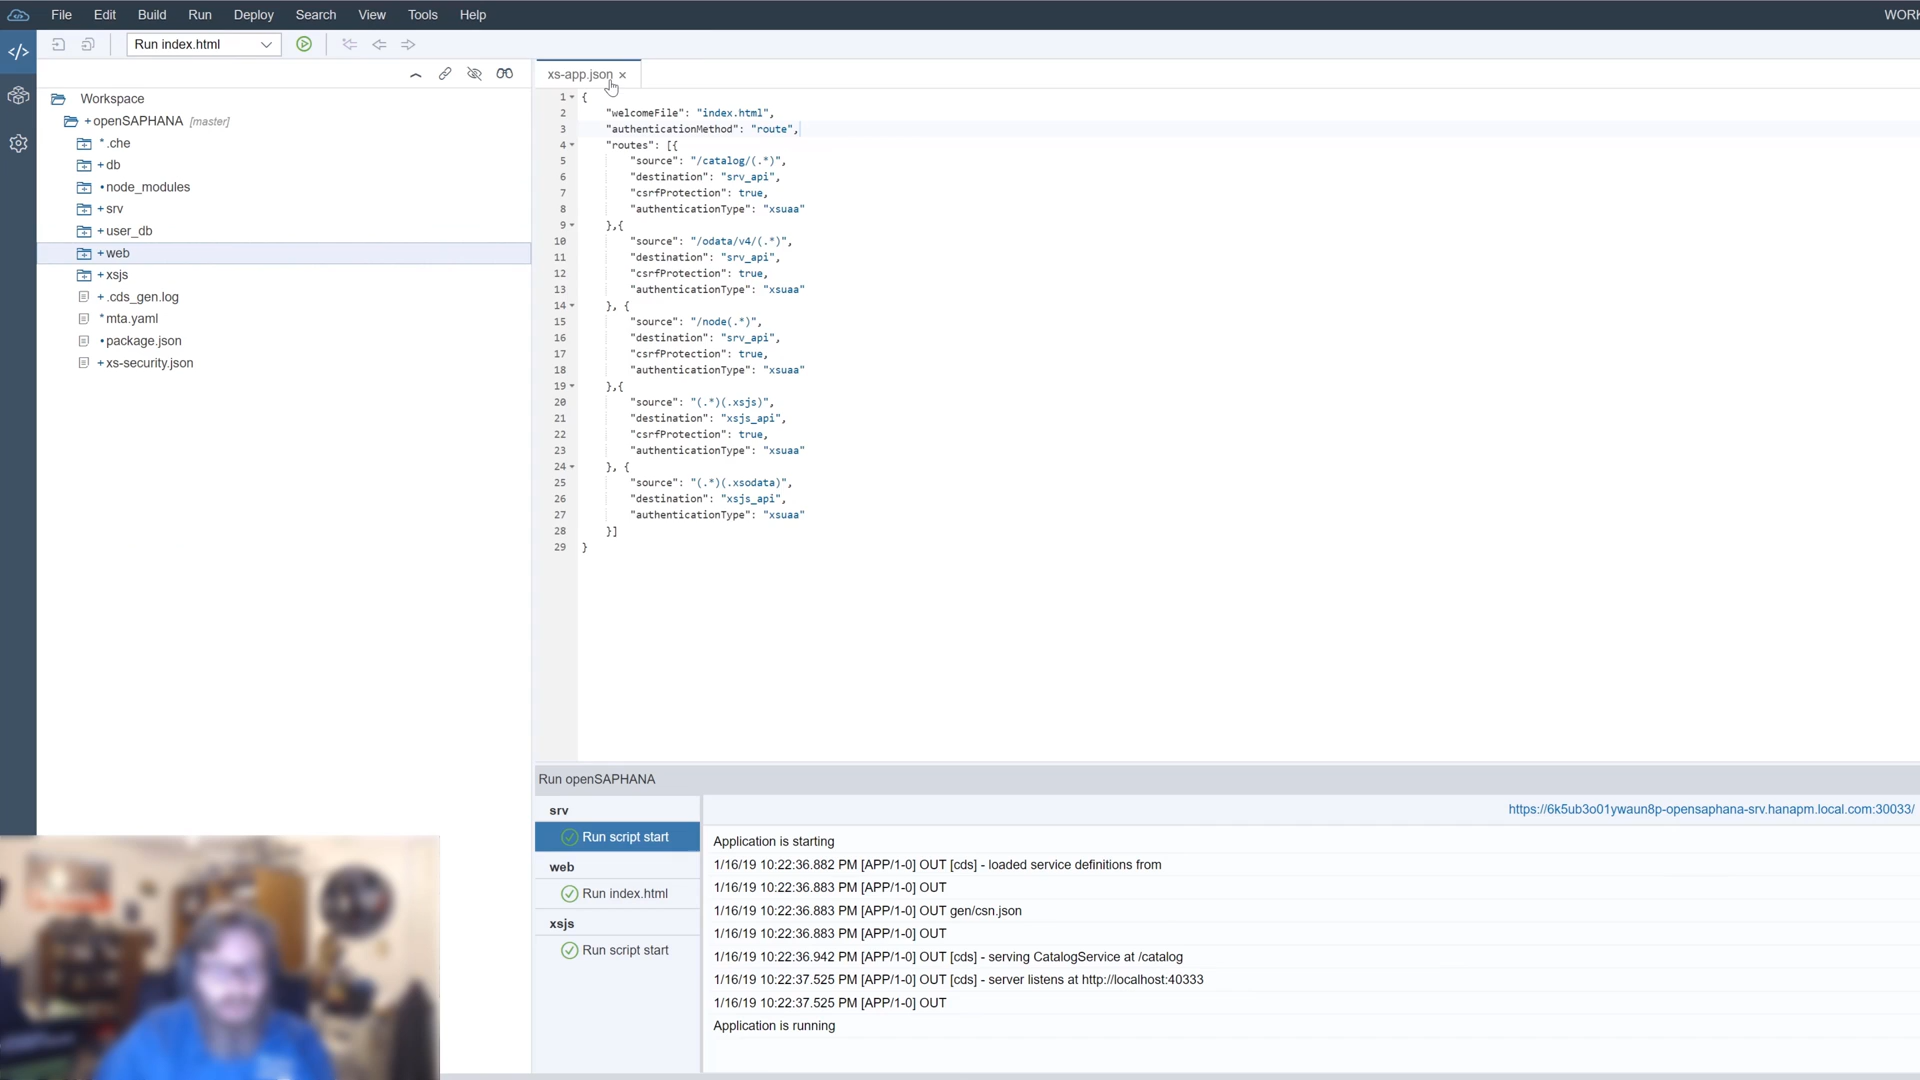 File Edit Build Run Deploy Search View Tools Help WORK
Run index.html
xs-app.json ×
Workspace
+openSAPHANA [master]
* .che
+ db
•node_modules
+ srv
+ user_db
+ web
+ xsjs
+ .cds_gen.log
* mta.yaml
•package.json
+ xs-security.json
1 {
2 "welcomeFile": "index.html",
3 "authenticationMethod": "route",
4 "routes": [{
5 "source": "/catalog/(.*)",
6 "destination": "srv_api",
7 "csrfProtection": true,
8 "authenticationType": "xsuaa"
9 },{
10 "source": "/odata/v4/(.*)",
11 "destination": "srv_api",
12 "csrfProtection": true,
13 "authenticationType": "xsuaa"
14 }, {
15 "source": "/node(.*)",
16 "destination": "srv_api",
17 "csrfProtection": true,
18 "authenticationType": "xsuaa"
19 },{
20 "source": "(.*)(.xsjs)",
21 "destination": "xsjs_api",
22 "csrfProtection": true,
23 "authenticationType": "xsuaa"
24 }, {
25 "source": "(.*)(.xsodata)",
26 "destination": "xsjs_api",
27 "authenticationType": "xsuaa"
28 }]
29 }
Run openSAPHANA
srv
Run script start
web
Run index.html
xsjs
Run script start
https://6k5ub3o01ywaun8p-opensaphana-srv.hanapm.local.com:30033/
Application is starting
1/16/19 10:22:36.882 PM [APP/1-0] OUT [cds] - loaded service definitions from
1/16/19 10:22:36.883 PM [APP/1-0] OUT
1/16/19 10:22:36.883 PM [APP/1-0] OUT gen/csn.json
1/16/19 10:22:36.883 PM [APP/1-0] OUT
1/16/19 10:22:36.942 PM [APP/1-0] OUT [cds] - serving CatalogService at /catalog
1/16/19 10:22:37.525 PM [APP/1-0] OUT [cds] - server listens at http://localhost:40333
1/16/19 10:22:37.525 PM [APP/1-0] OUT
Application is running